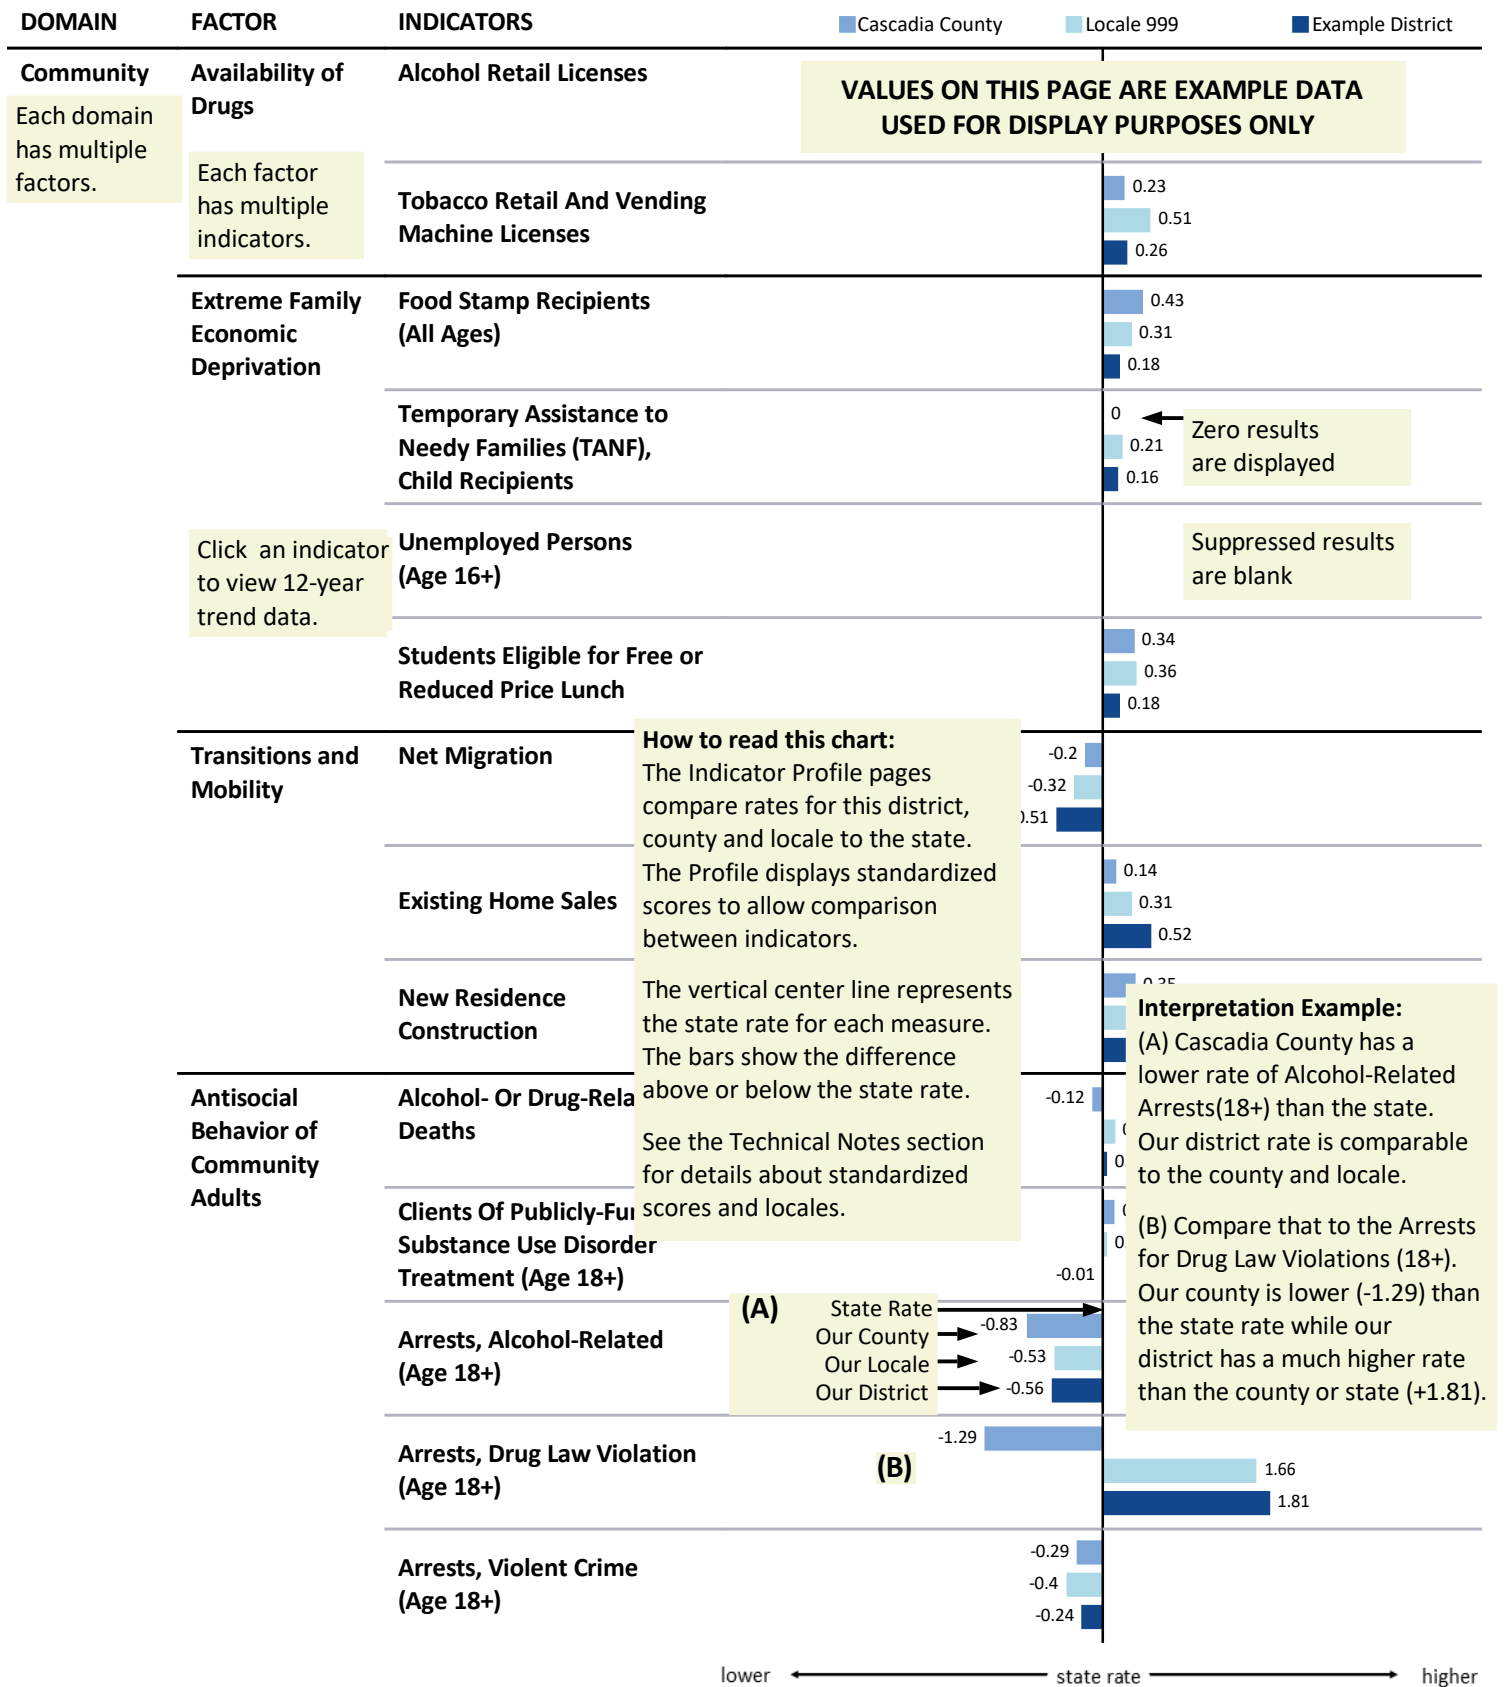 DOMAIN FACTOR INDICATORS Cascadia County Locale 999 Example District
Community
Each domain
has multiple
factors.
Availability of
Drugs
Each factor
has multiple
indicators.
Alcohol Retail Licenses
VALUES ON THIS PAGE ARE EXAMPLE DATA
USED FOR DISPLAY PURPOSES ONLY
Tobacco Retail And Vending
Machine Licenses
0.23
0.51
0.26
Extreme Family
Economic
Deprivation
Food Stamp Recipients
(All Ages)
0.43
0.31
0.18
Temporary Assistance to
Needy Families (TANF),
Child Recipients
0
0.21
0.16
Zero results
are displayed
Click an indicator
to view 12-year
trend data.
Unemployed Persons
(Age 16+)
Suppressed results
are blank
Students Eligible for Free or
Reduced Price Lunch
0.34
0.36
0.18
Transitions and
Mobility
Net Migration
-0.2
-0.32
0.51
How to read this chart:
The Indicator Profile pages
compare rates for this district,
county and locale to the state.
The Profile displays standardized
scores to allow comparison
between indicators.
The vertical center line represents
the state rate for each measure.
The bars show the difference
above or below the state rate.
See the Technical Notes section
for details about standardized
scores and locales.
Existing Home Sales
0.14
0.31
0.52
New Residence
Construction
Interpretation Example:
(A) Cascadia County has a
lower rate of Alcohol-Related
Arrests(18+) than the state.
Our district rate is comparable
to the county and locale.
(B) Compare that to the Arrests
for Drug Law Violations (18+).
Our county is lower (-1.29) than
the state rate while our
district has a much higher rate
than the county or state (+1.81).
Antisocial
Behavior of
Community
Adults
Alcohol- Or Drug-Rela
Deaths
-0.12
Clients Of Publicly-Fu
Substance Use Disorder
Treatment (Age 18+)
-0.01
Arrests, Alcohol-Related
(Age 18+)
(A)
State Rate
Our County
Our Locale
Our District
-0.83
-0.53
-0.56
Arrests, Drug Law Violation
(Age 18+)
(B)
-1.29
1.66
1.81
Arrests, Violent Crime
(Age 18+)
-0.29
-0.4
-0.24
lower state rate higher